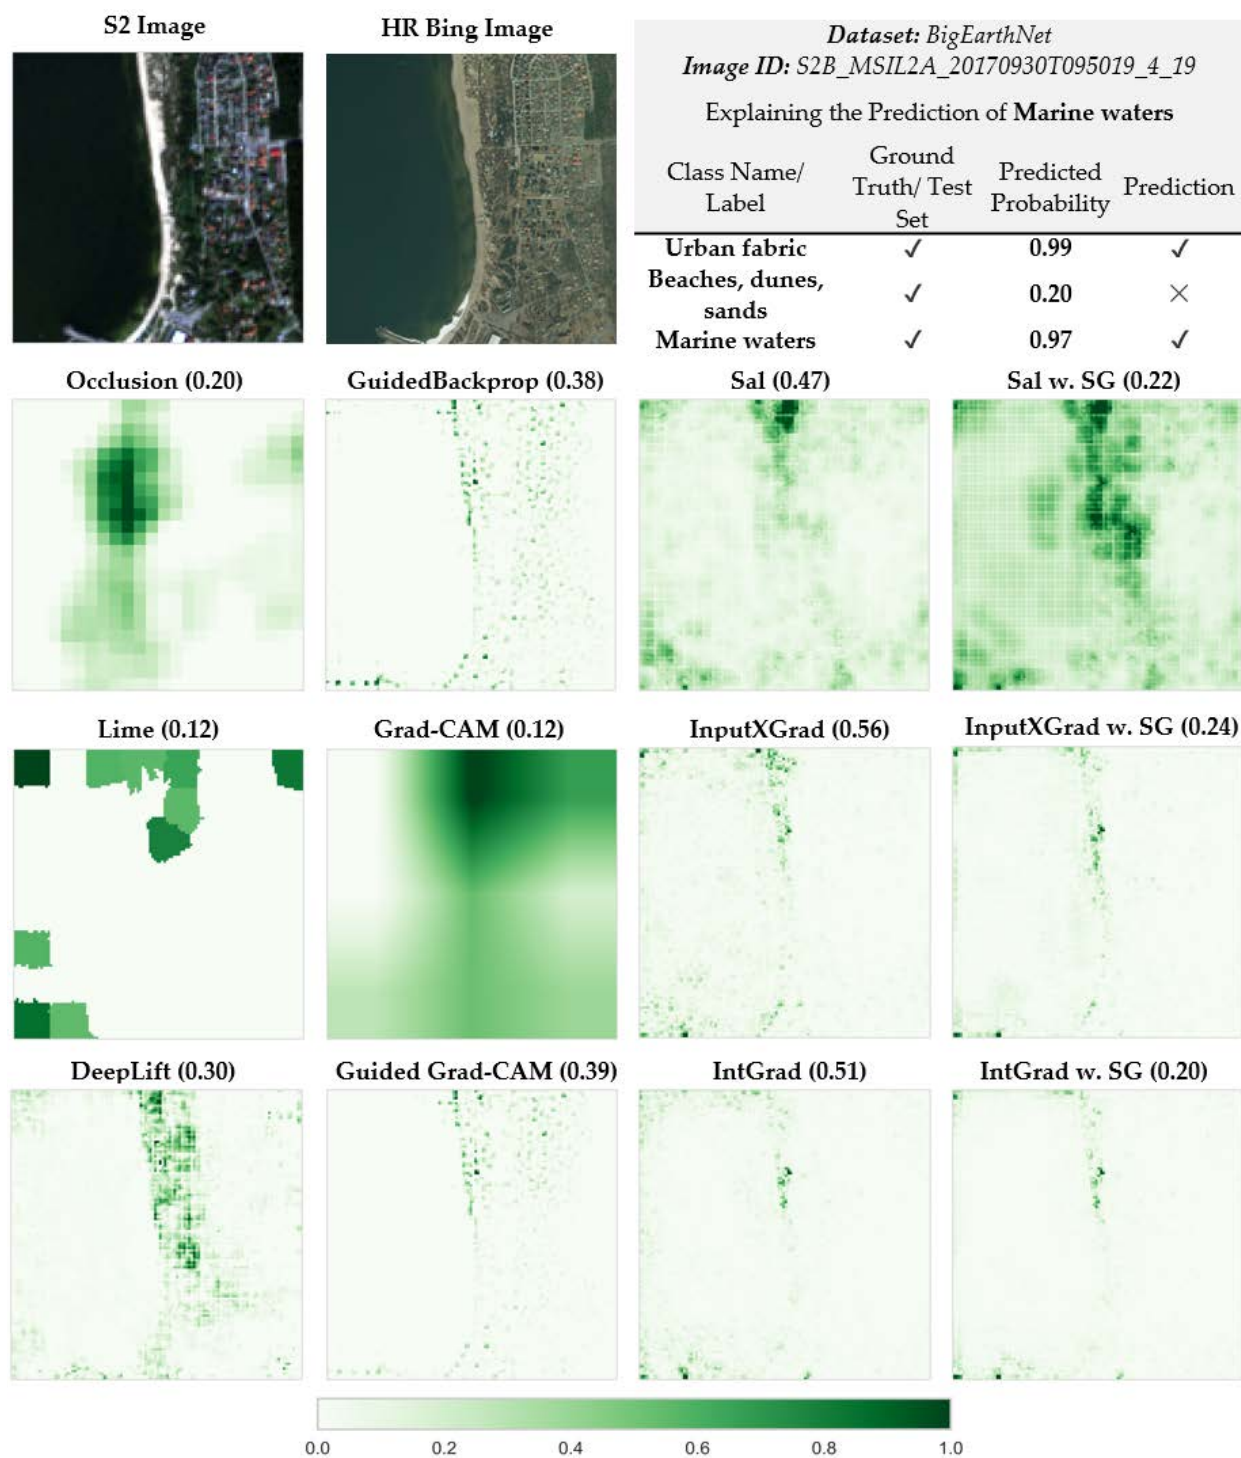 S2 Image
HR Bing Image
Dataset: BigEarthNet
Image ID: S2B_MSIL2A_20170930T095019_4_19
Explaining the Prediction of Marine waters
Class Name/
Label
Ground
Truth/ Test
Set
Predicted
Probability
Prediction
Urban fabric ✓ 0.99 ✓
Beaches, dunes,
sands ✓ 0.20 ×
Marine waters ✓ 0.97 ✓
Occlusion (0.20)
GuidedBackprop (0.38)
Sal (0.47)
Sal w. SG (0.22)
Lime (0.12)
Grad-CAM (0.12)
InputXGrad (0.56)
InputXGrad w. SG (0.24)
DeepLift (0.30)
Guided Grad-CAM (0.39)
IntGrad (0.51)
IntGrad w. SG (0.20)
0.0 0.2 0.4 0.6 0.8 1.0